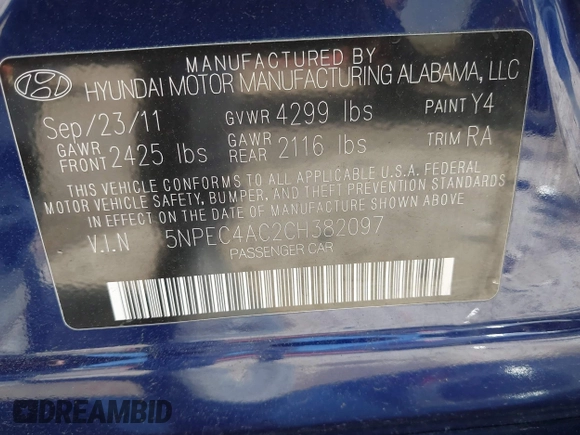 MANUFACTURED BY
HYUNDAI MOTOR MANUFACTURING ALABAMA, LLC
Sep/23/11 GVWR 4299 lbs PAINT Y4
GAWR FRONT 2425 lbs GAWR REAR 2116 lbs TRIM RA
THIS VEHICLE CONFORMS TO ALL APPLICABLE U.S.A. FEDERAL
MOTOR VEHICLE SAFETY, BUMPER, AND THEFT PREVENTION STANDARDS
IN EFFECT ON THE DATE OF MANUFACTURE SHOWN ABOVE
V.I.N 5NPEC4AC2CH382097
PASSENGER CAR
DREAMBID